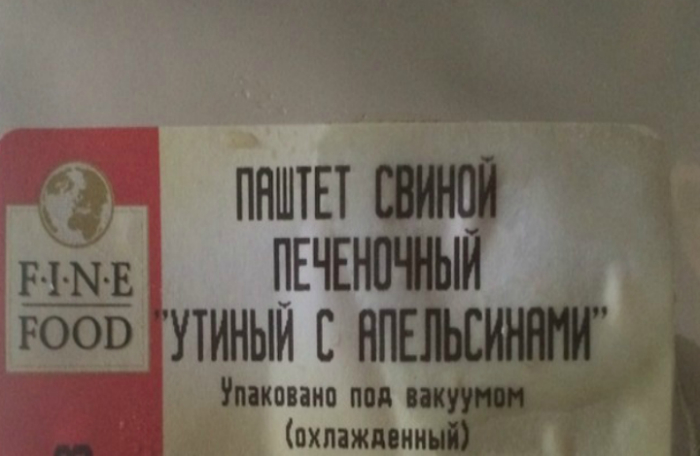 ПАШТЕТ СВИНОЙ
ПЕЧЕНОЧНЫЙ
"УТИНЫЙ С АПЕЛЬСИНАМИ"
Упаковано под вакуумом
(охлажденный)
F·I·N·E
FOOD